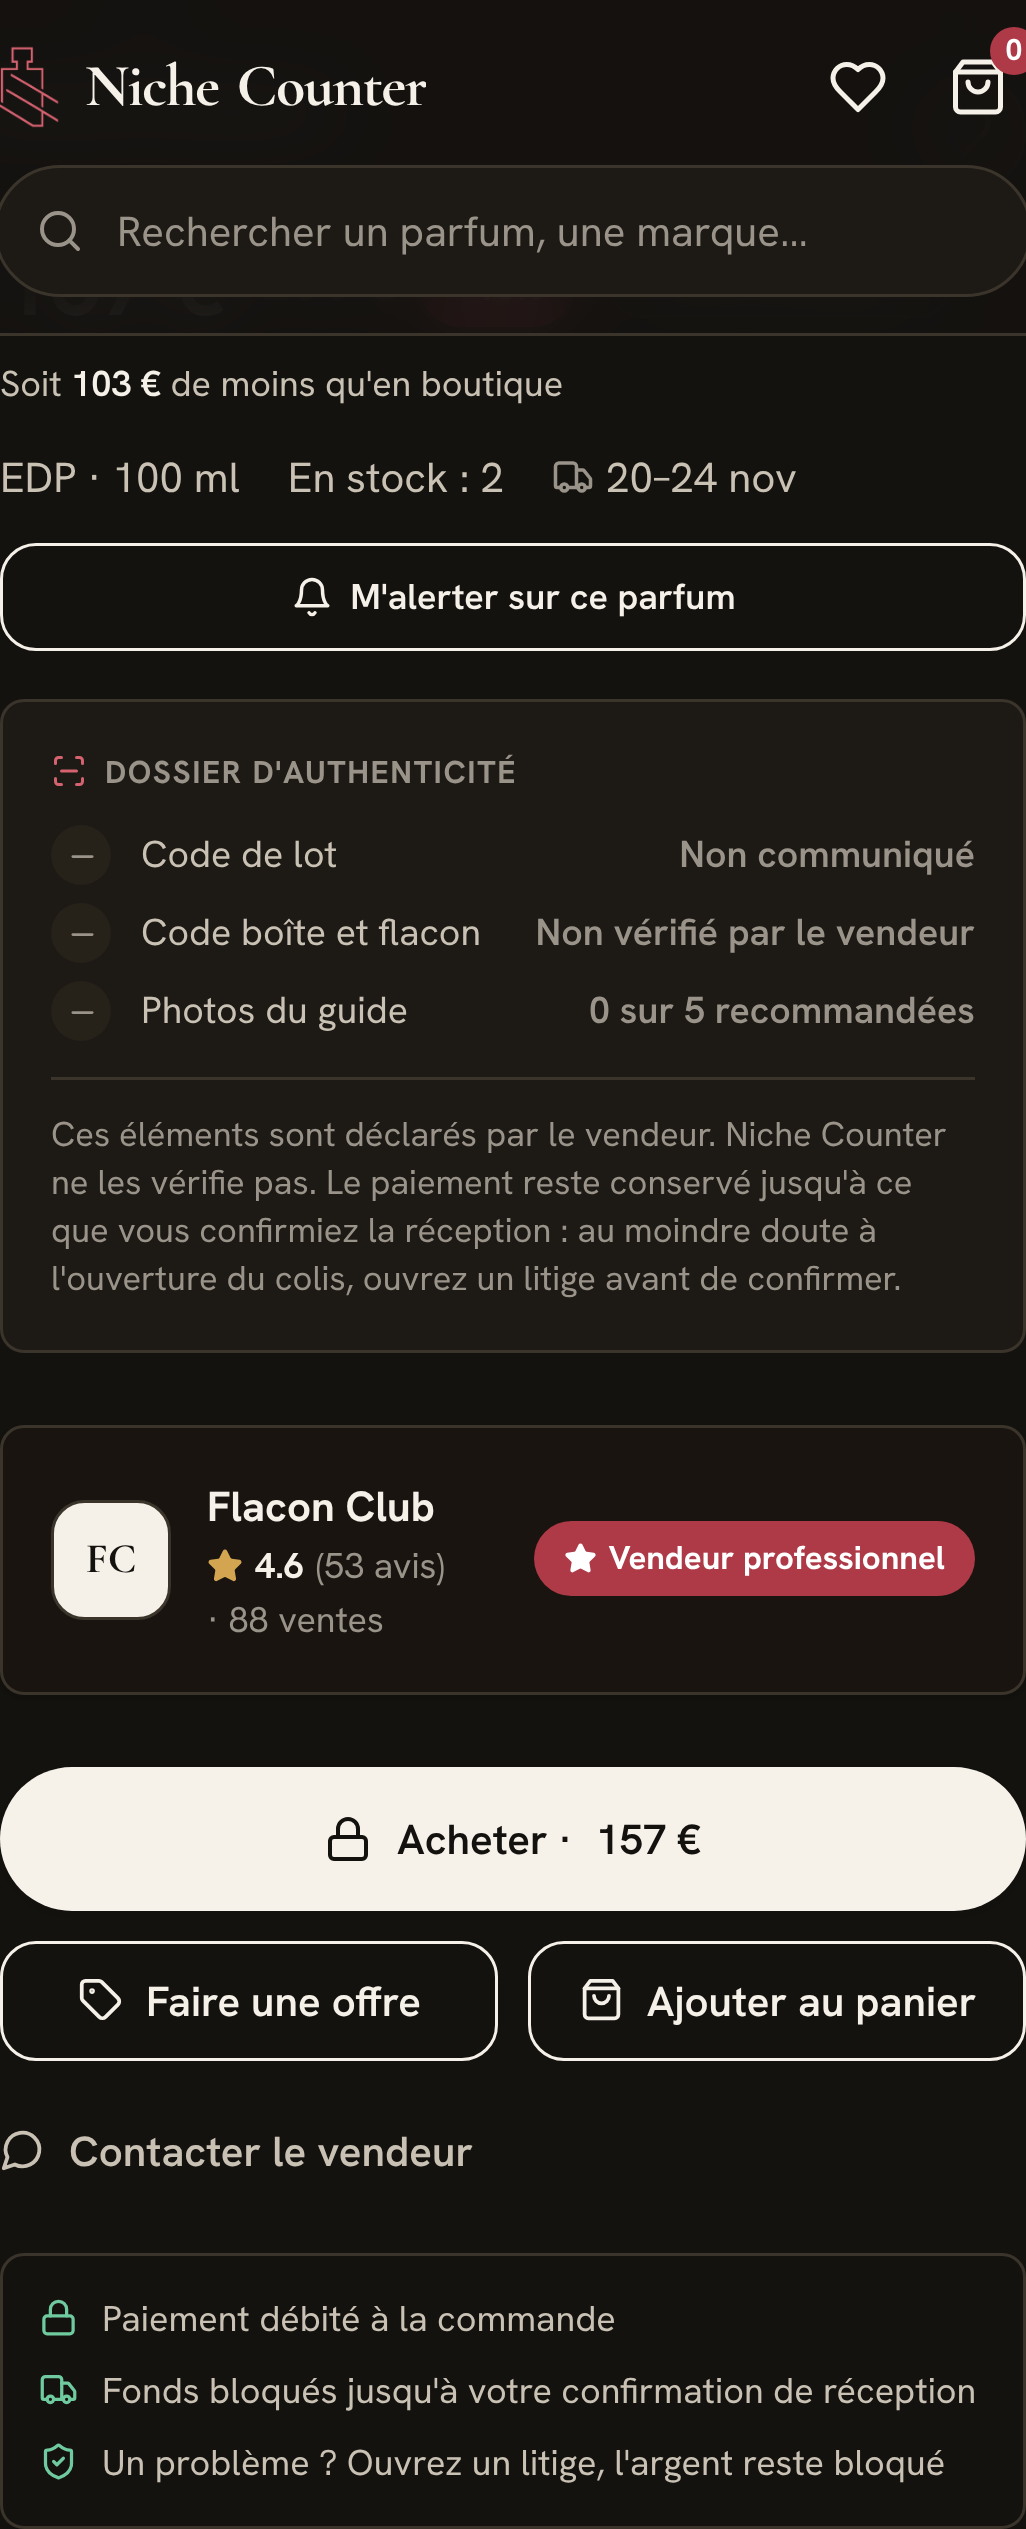 Niche Counter
0
Rechercher un parfum, une marque...
Soit 103 € de moins qu'en boutique
EDP · 100 ml En stock : 2 20–24 nov
M'alerter sur ce parfum
DOSSIER D'AUTHENTICITÉ
Code de lot Non communiqué
Code boîte et flacon Non vérifié par le vendeur
Photos du guide 0 sur 5 recommandées
Ces éléments sont déclarés par le vendeur. Niche Counter
ne les vérifie pas. Le paiement reste conservé jusqu'à ce
que vous confirmiez la réception : au moindre doute à
l'ouverture du colis, ouvrez un litige avant de confirmer.
FC
Flacon Club
4.6 (53 avis)
· 88 ventes
Vendeur professionnel
Acheter · 157 €
Faire une offre
Ajouter au panier
Contacter le vendeur
Paiement débité à la commande
Fonds bloqués jusqu'à votre confirmation de réception
Un problème ? Ouvrez un litige, l'argent reste bloqué